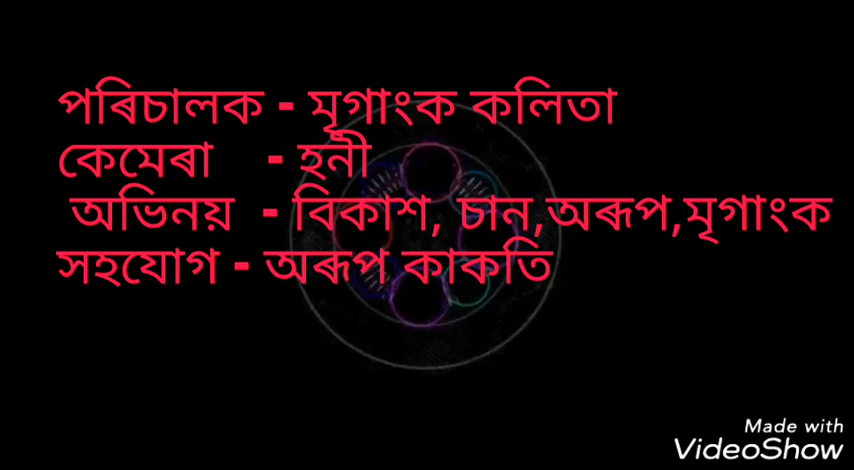 পৰিচালক - মৃগাংক কলিতা
কেমেৰা - হনী
অভিনয় - বিকাশ, চান,অৰূপ,মৃগাংক
সহযোগ - অৰূপ কাকতি
Made with
VideoShow